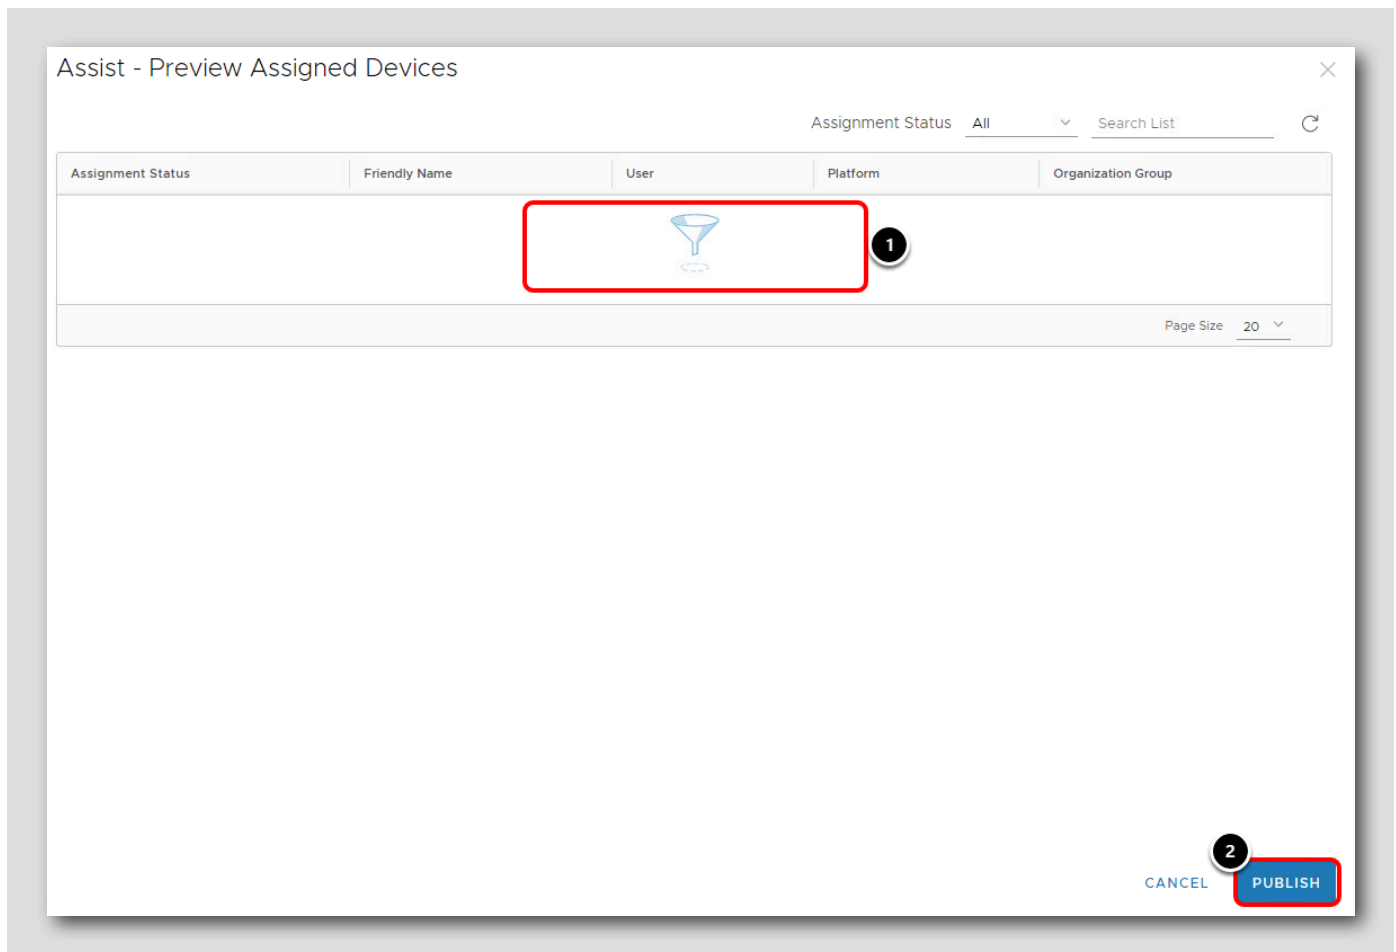 Assist - Preview Assigned Devices
Assignment Status All Search List
Assignment Status Friendly Name User Platform Organization Group
1
Page Size 20
2
CANCEL PUBLISH